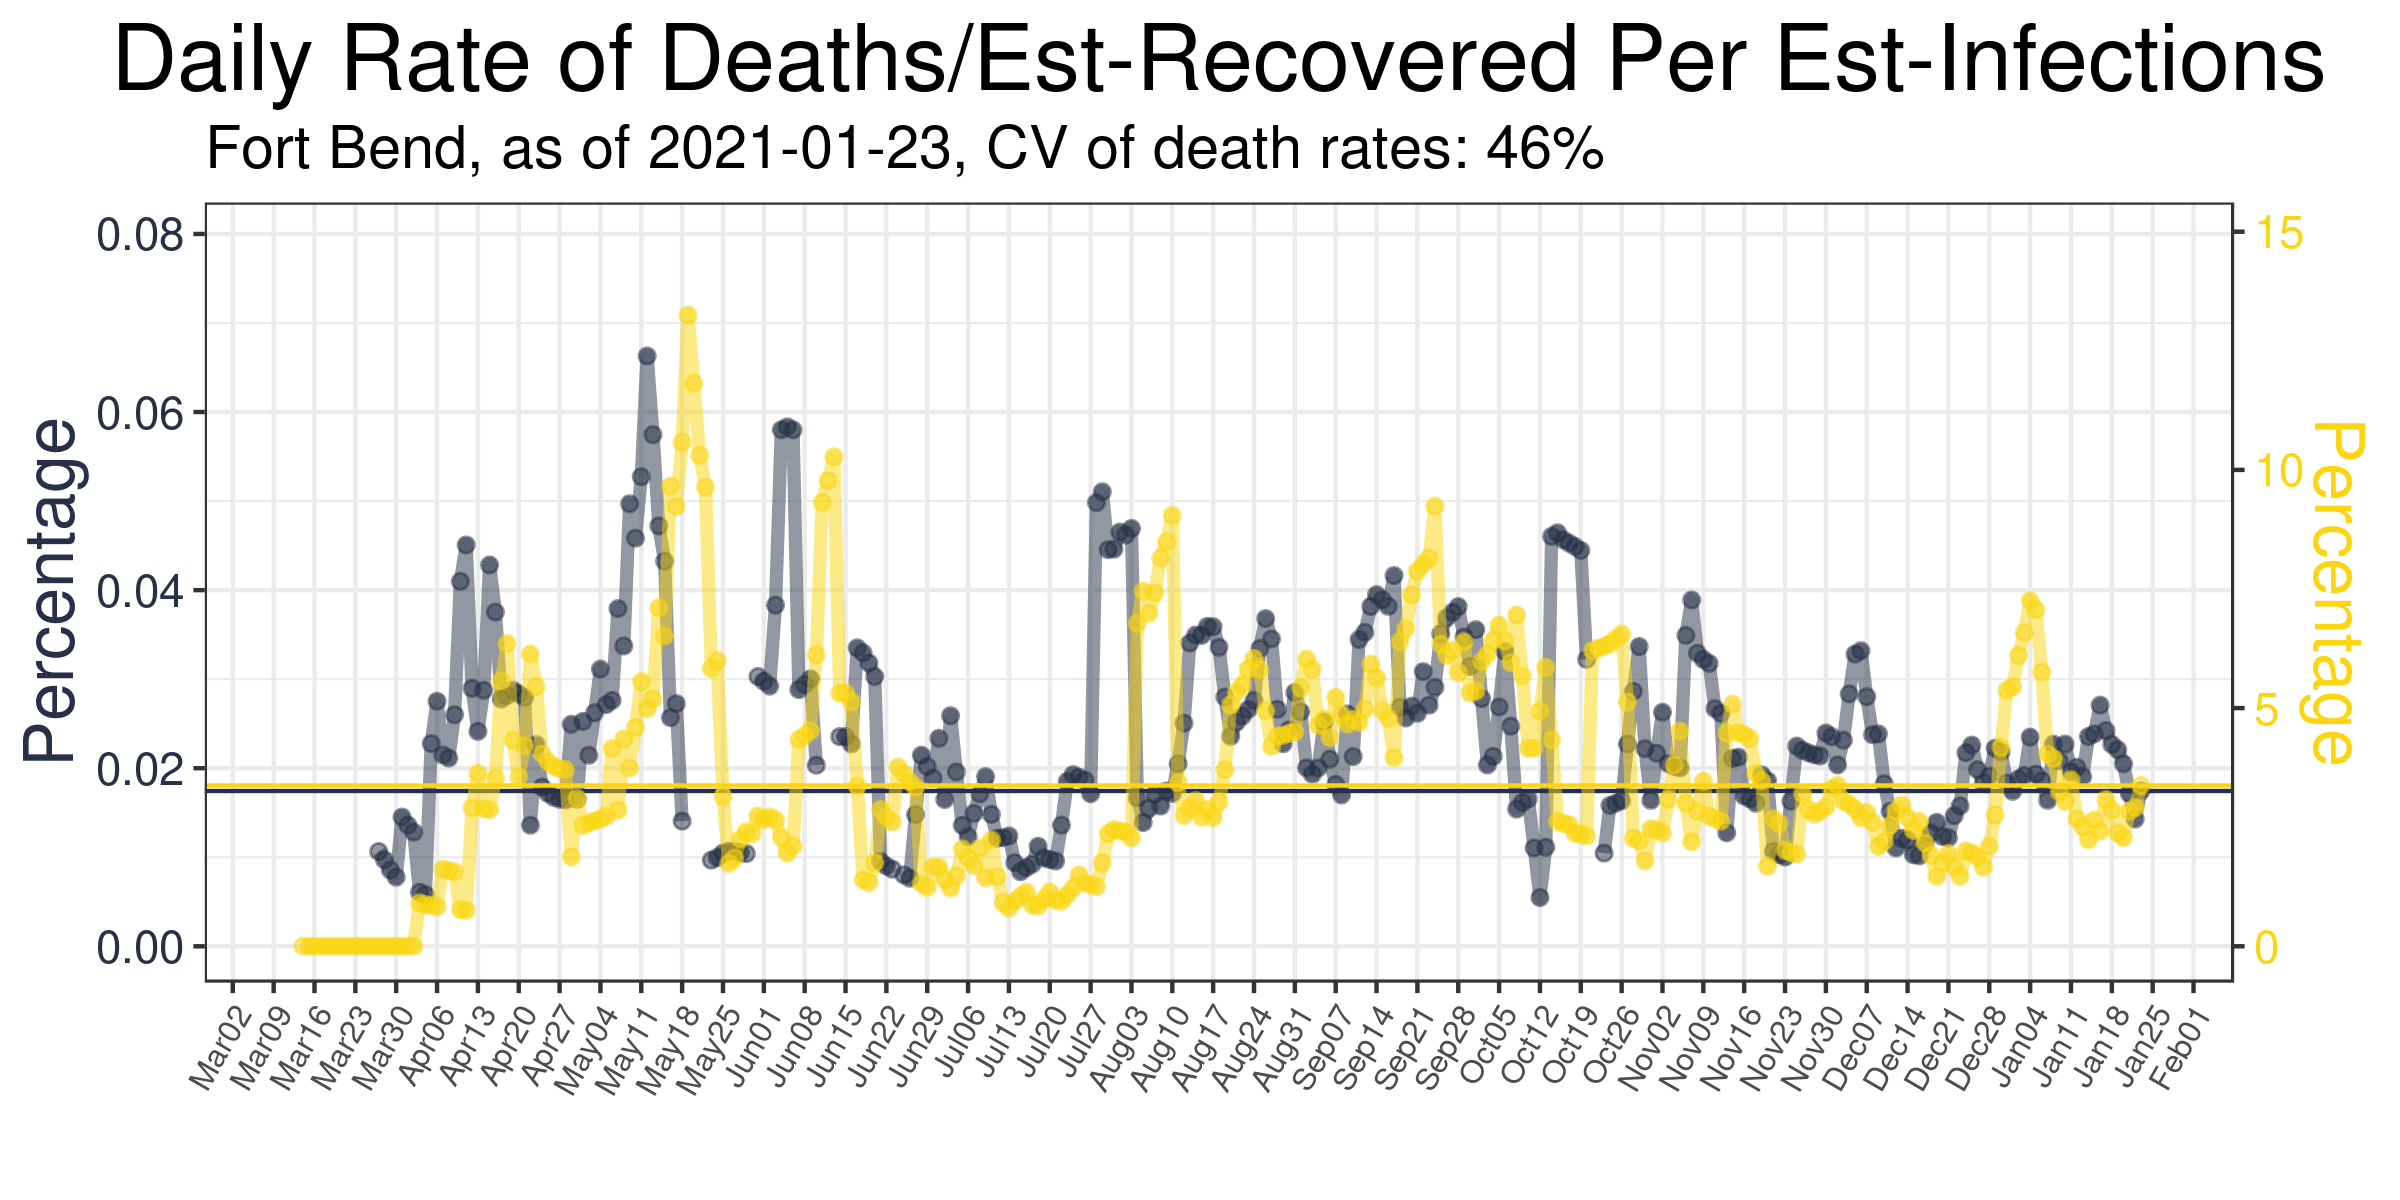 Daily Rate of Deaths/Est-Recovered Per Est-Infections
Fort Bend, as of 2021-01-23, CV of death rates: 46%
Percentage
0.08
0.06
0.04
0.02
0.00
15
10
5
0
Percentage
Mar02
Mar09
Mar16
Mar23
Mar30
Apr06
Apr13
Apr20
Apr27
May04
May11
May18
May25
Jun01
Jun08
Jun15
Jun22
Jun29
Jul06
Jul13
Jul20
Jul27
Aug03
Aug10
Aug17
Aug24
Aug31
Sep07
Sep14
Sep21
Sep28
Oct05
Oct12
Oct19
Oct26
Nov02
Nov09
Nov16
Nov23
Nov30
Dec07
Dec14
Dec21
Dec28
Jan04
Jan11
Jan18
Jan25
Feb01